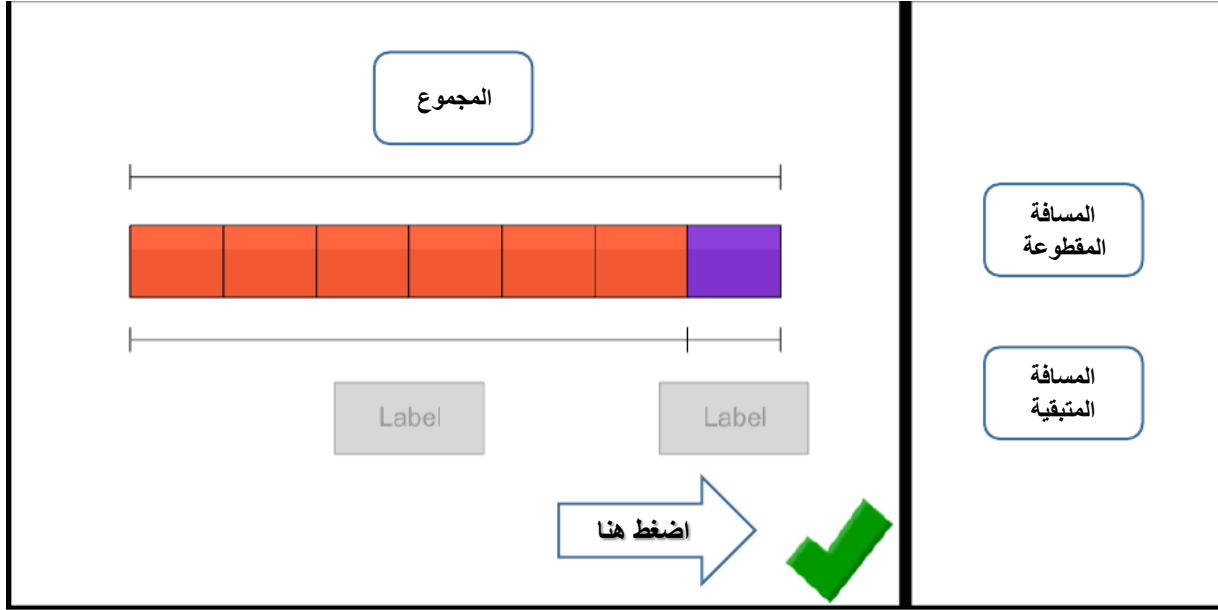 المجموع
المسافة
المقطوعة
المسافة
المتبقية
Label
Label
اضغط هنا